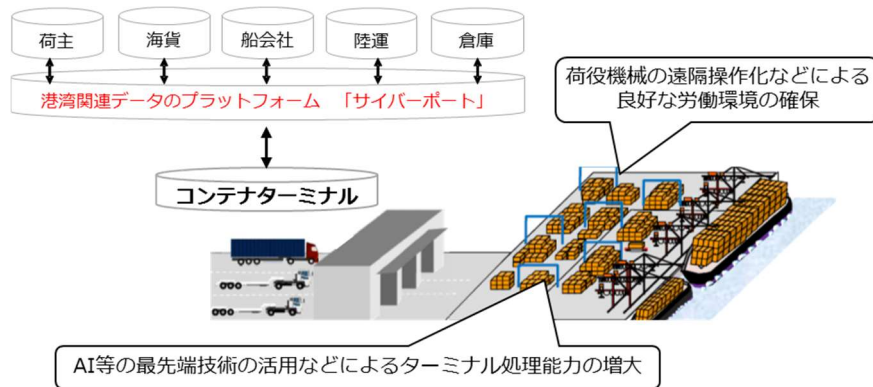 荷主
海貨
船会社
陸運
倉庫
港湾関連データのプラットフォーム 「サイバーポート」
コンテナターミナル
荷役機械の遠隔操作化などによる
良好な労働環境の確保
AI等の最先端技術の活用などによるターミナル処理能力の増大